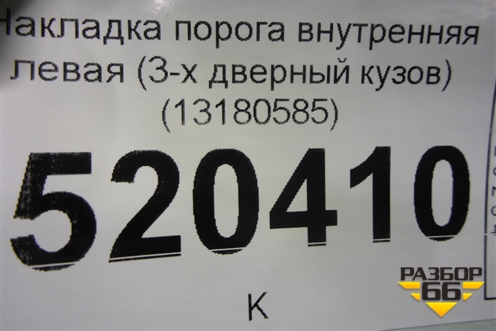 Накладка порога внутренняя
левая (3-х дверный кузов)
(13180585)
520410
К
РАЗБОР
66